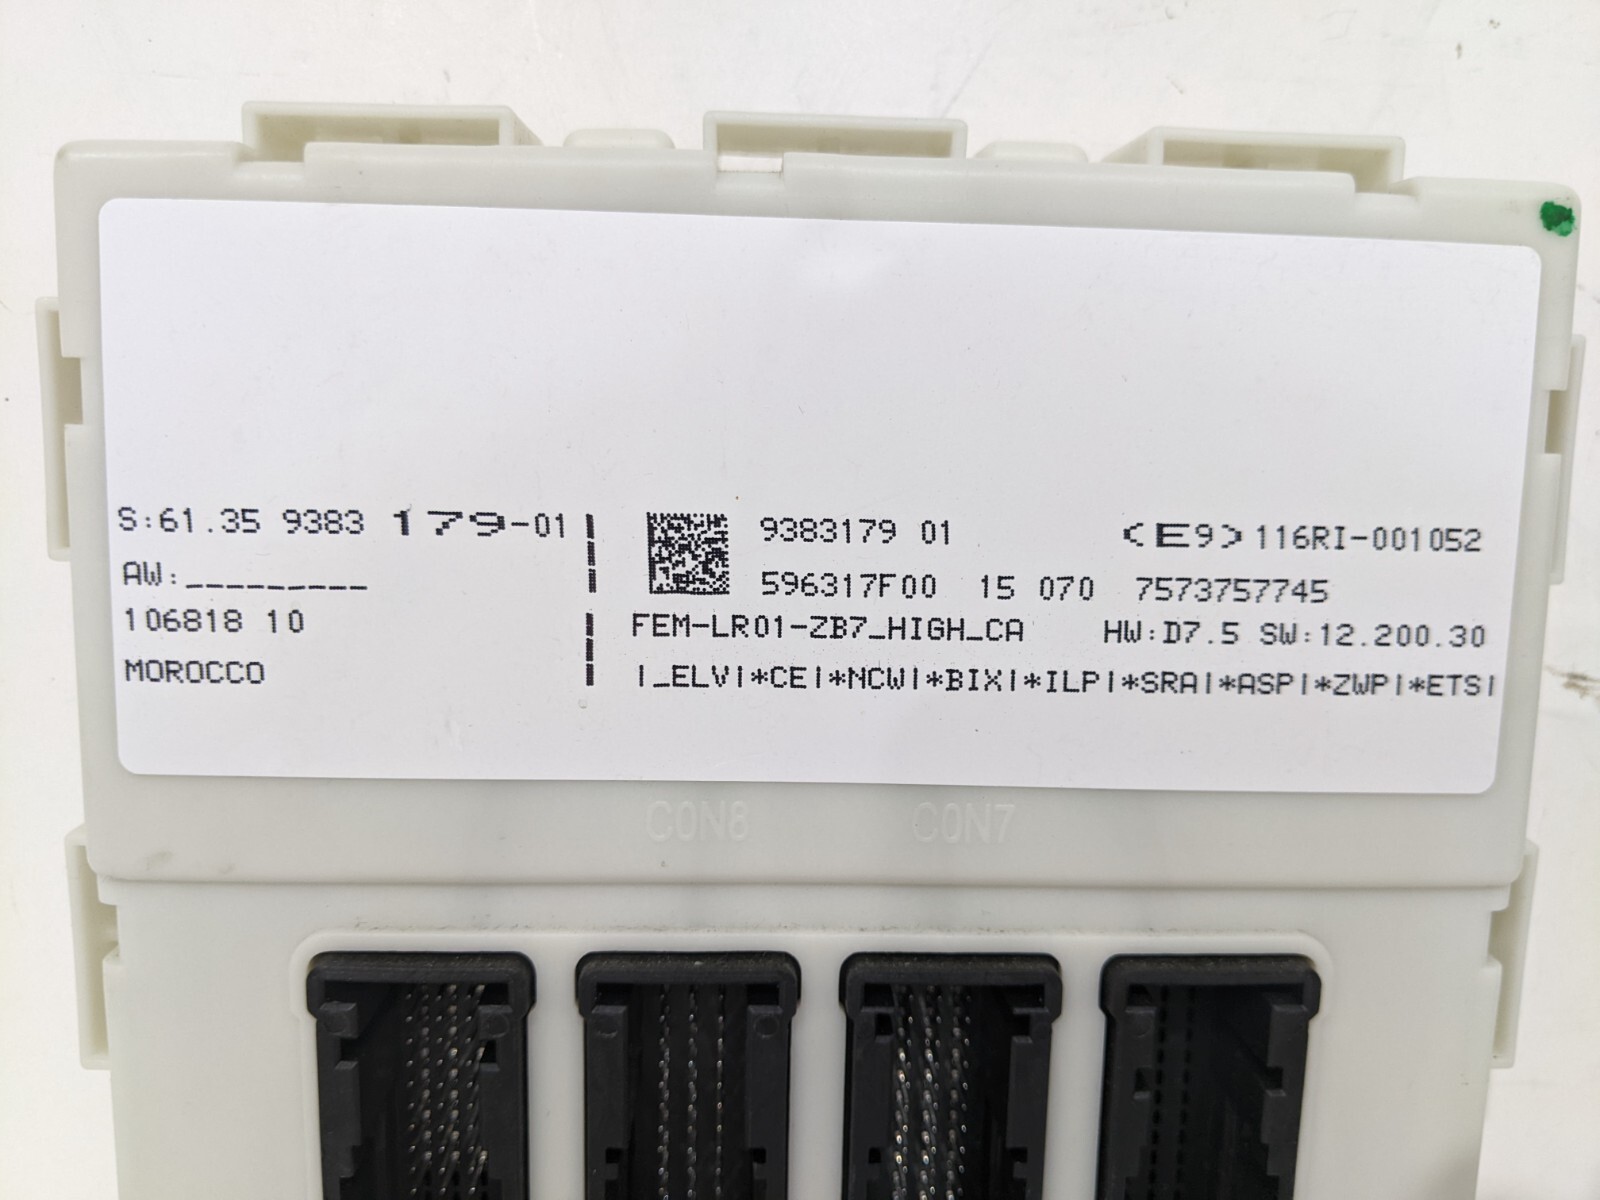 S:61.35 9383 179-01
AW:_________
106818 10
MOROCCO
9383179 01 <E9>116RI-001052
596317F00 15 070 7573757745
FEM-LR01-ZB7_HIGH_CA HW:D7.5 SW:12.200.30
|_ELV|*CE|*NCW|*BIX|*ILP|*SRA|*ASP|*ZWP|*ETS|
CON8 CON7